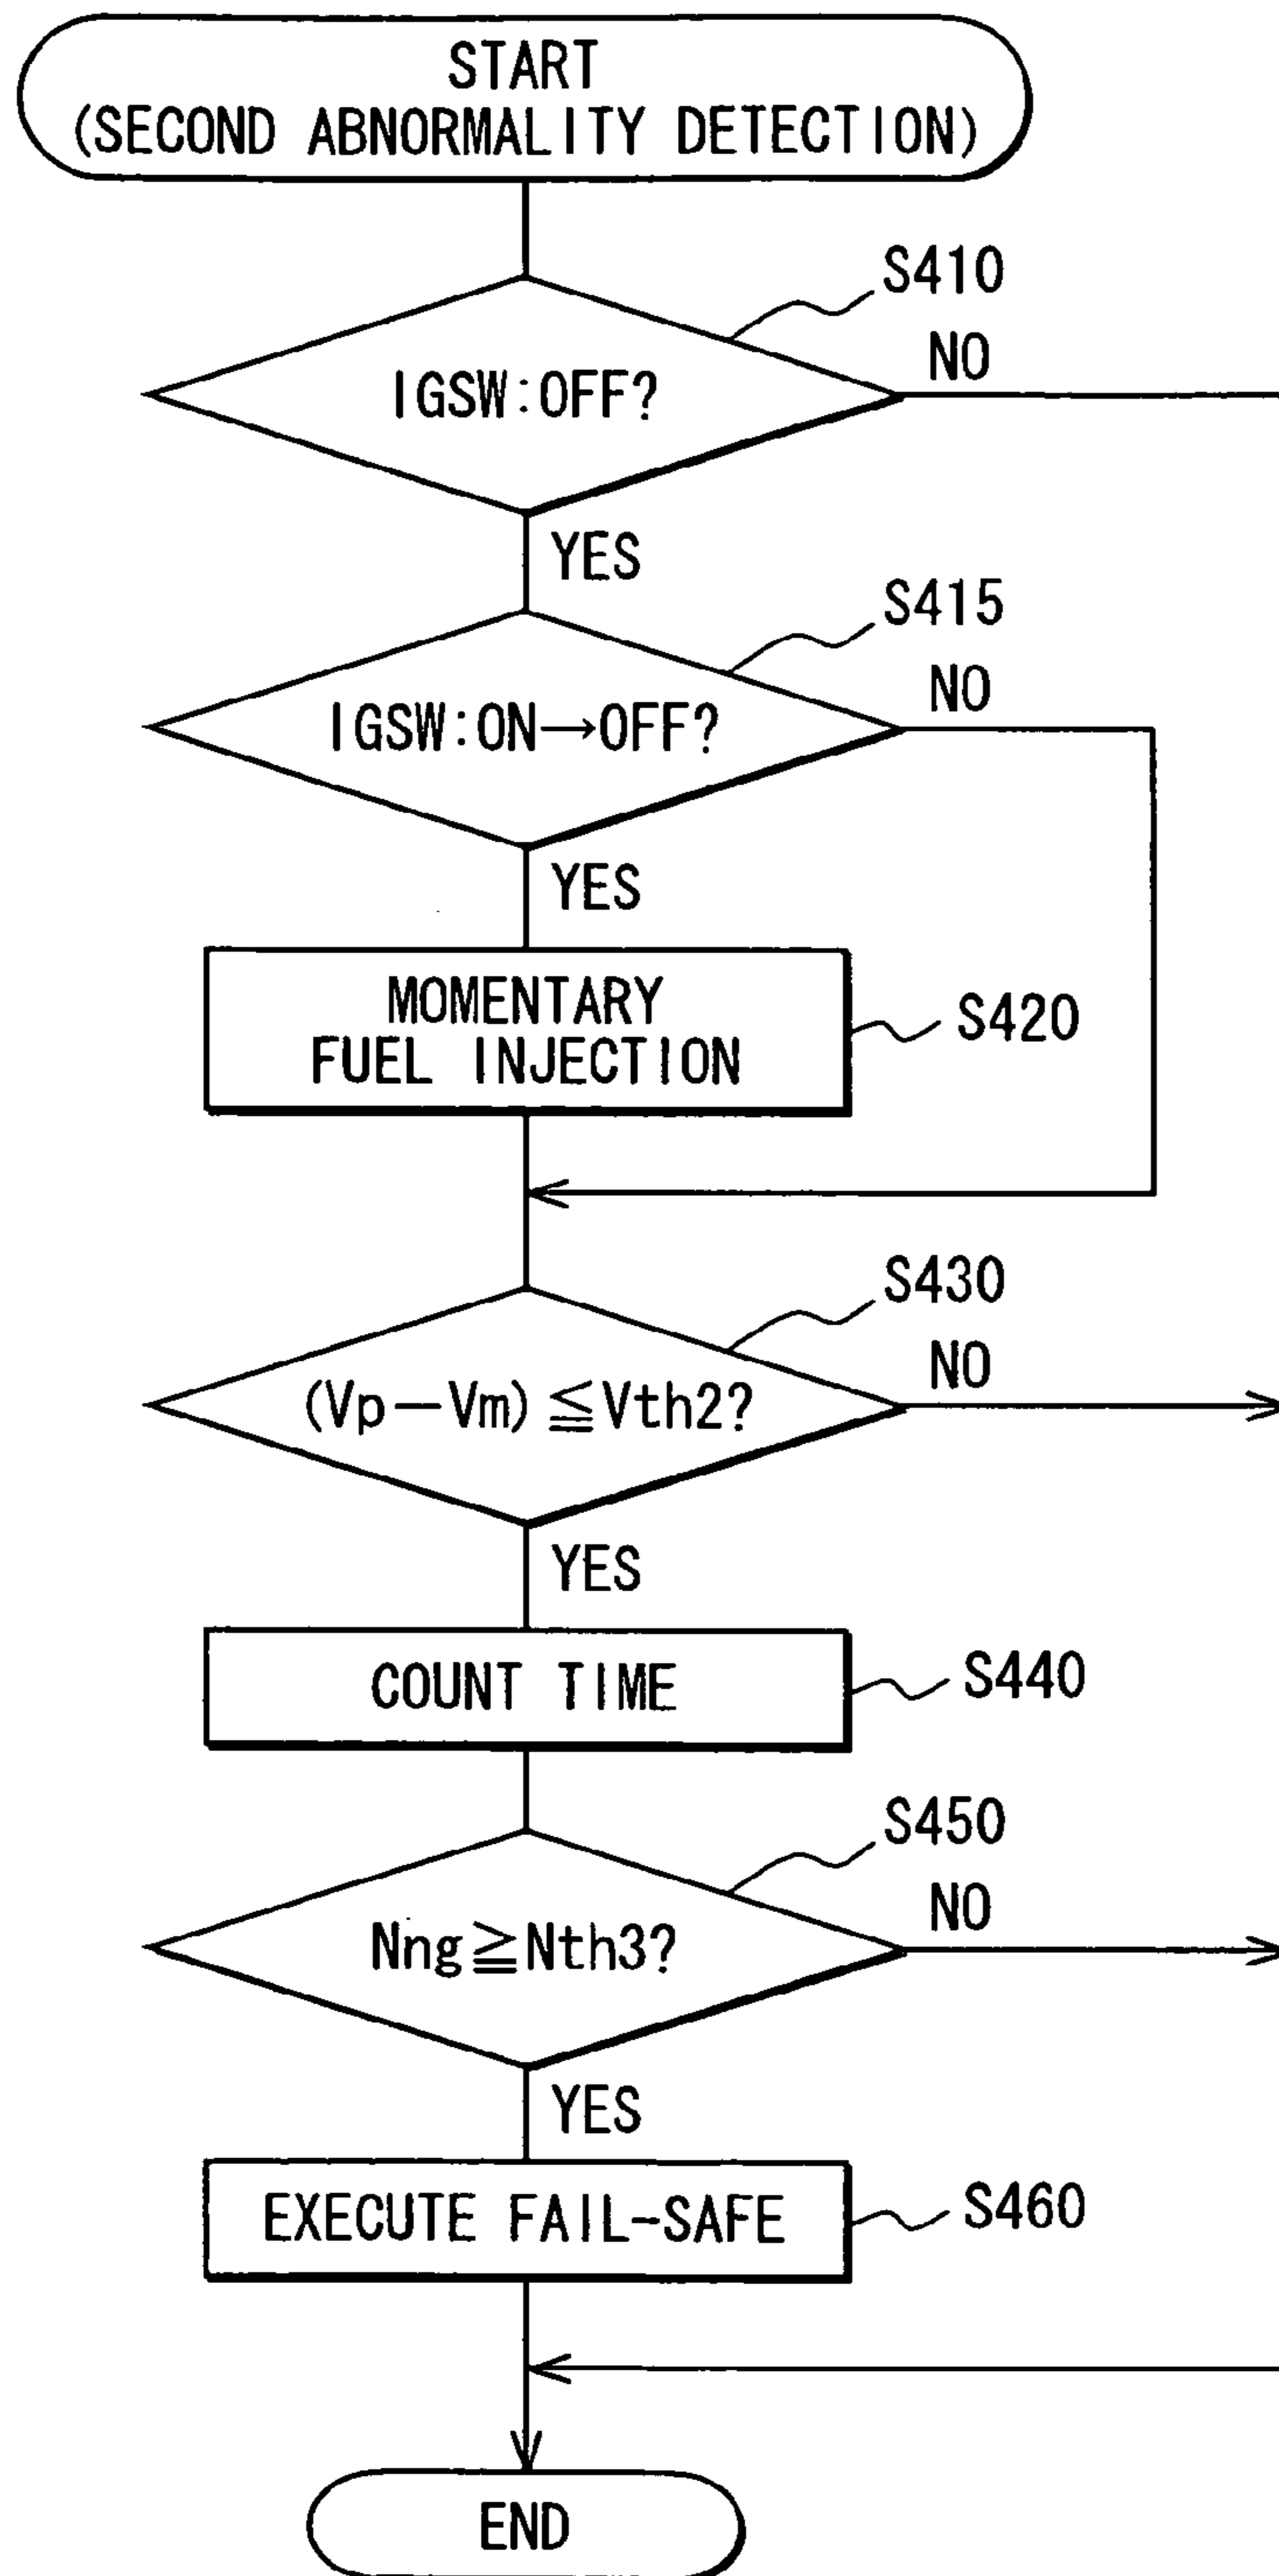 START
(SECOND ABNORMALITY DETECTION)
S410
IGSW:OFF?
NO
YES
S415
IGSW:ON→OFF?
NO
YES
MOMENTARY
FUEL INJECTION
S420
S430
(Vp−Vm)≦Vth2?
NO
YES
COUNT TIME
S440
S450
Nng≧Nth3?
NO
YES
EXECUTE FAIL-SAFE
S460
END